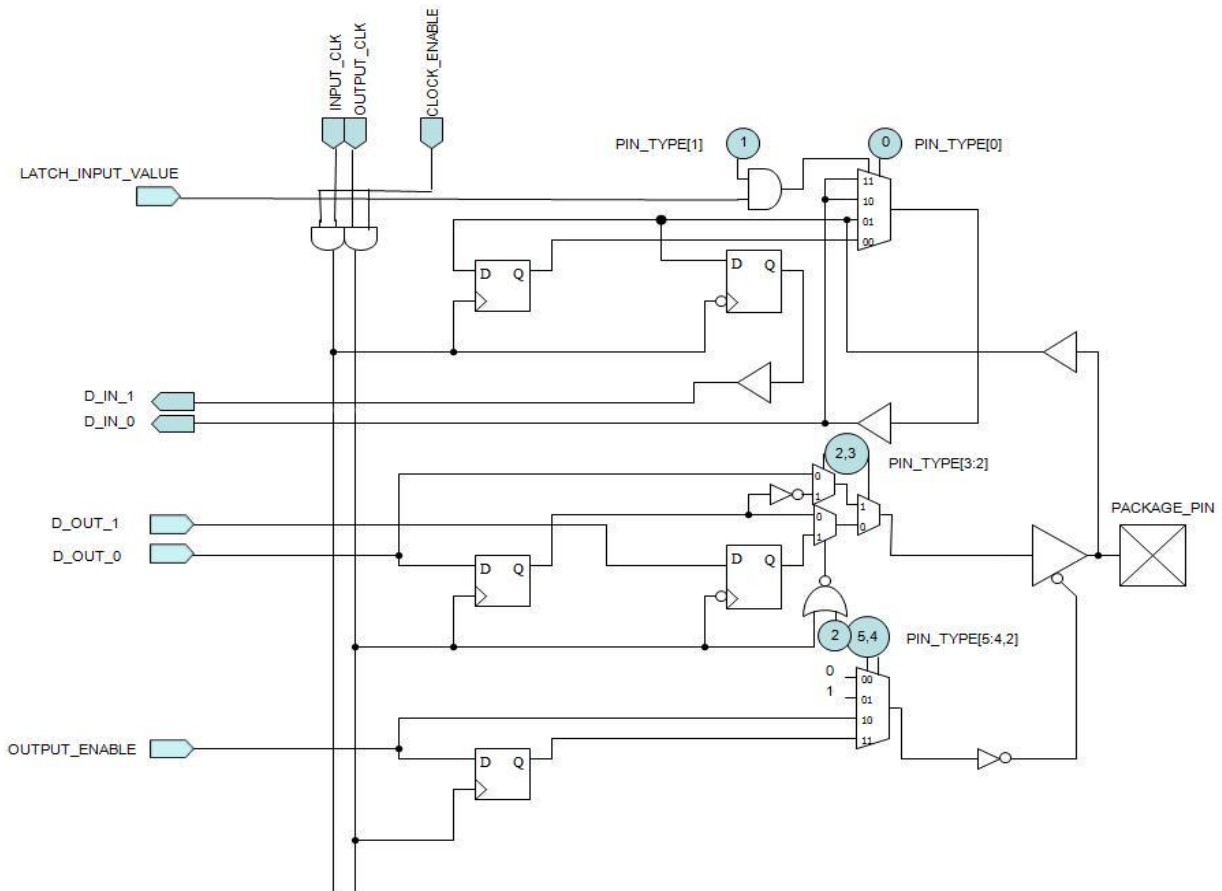 INPUT_CLK
OUTPUT_CLK
CLOCK_ENABLE
PIN_TYPE[1]
1
0
PIN_TYPE[0]
LATCH_INPUT_VALUE
11
10
01
00
D Q
D Q
D_IN_1
D_IN_0
2,3
PIN_TYPE[3:2]
0
1
1
0
0
1
D_OUT_1
D_OUT_0
PACKAGE_PIN
D Q
D Q
2
5,4
PIN_TYPE[5:4,2]
0
1
00
01
10
11
OUTPUT_ENABLE
D Q